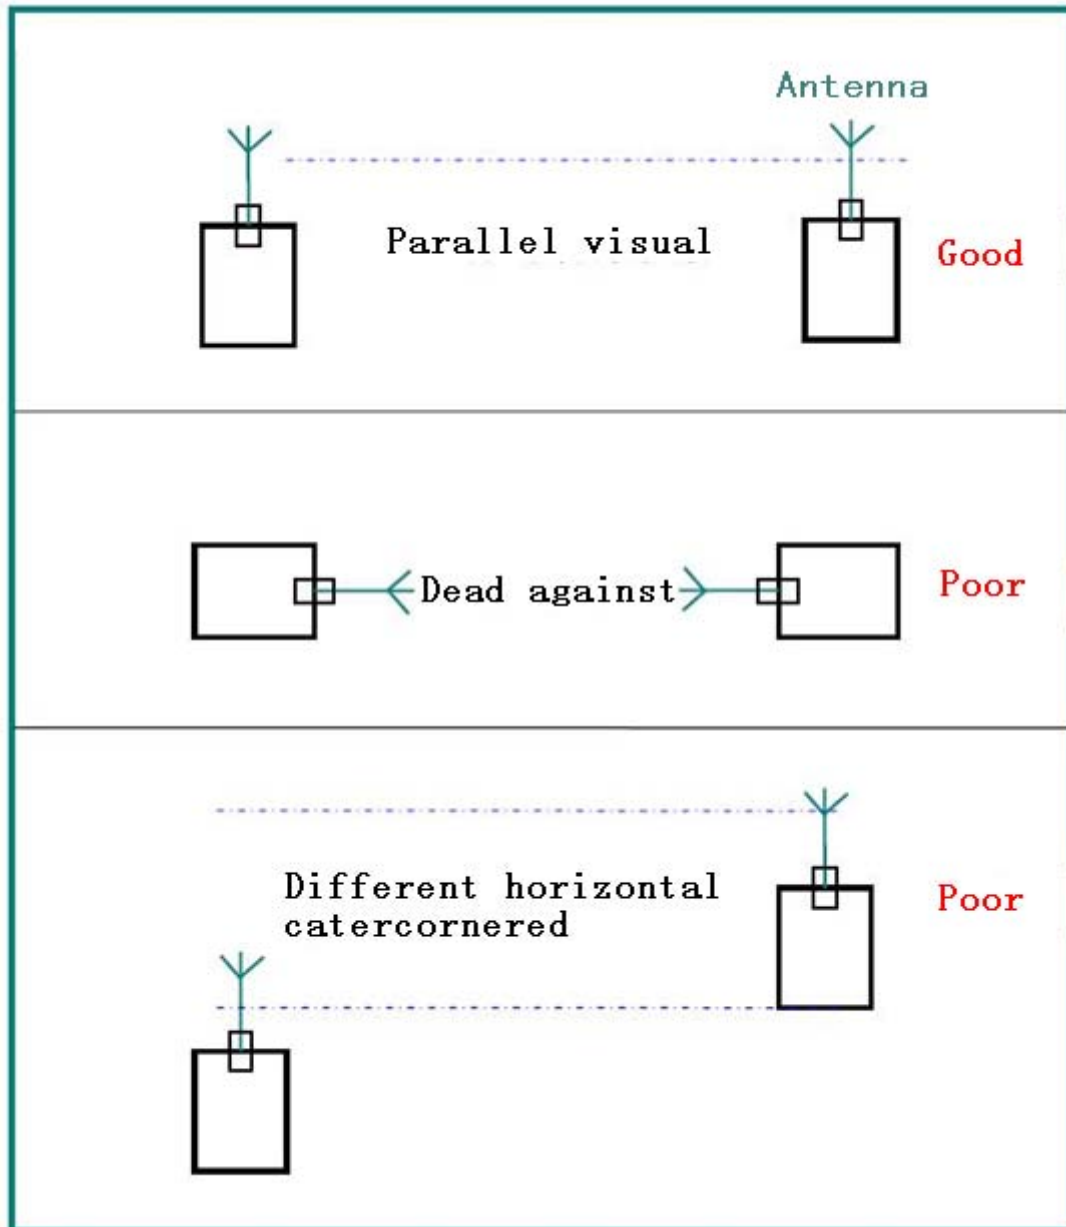 Antenna
Parallel visual
Good
Dead against
Poor
Different horizontal
catercornered
Poor